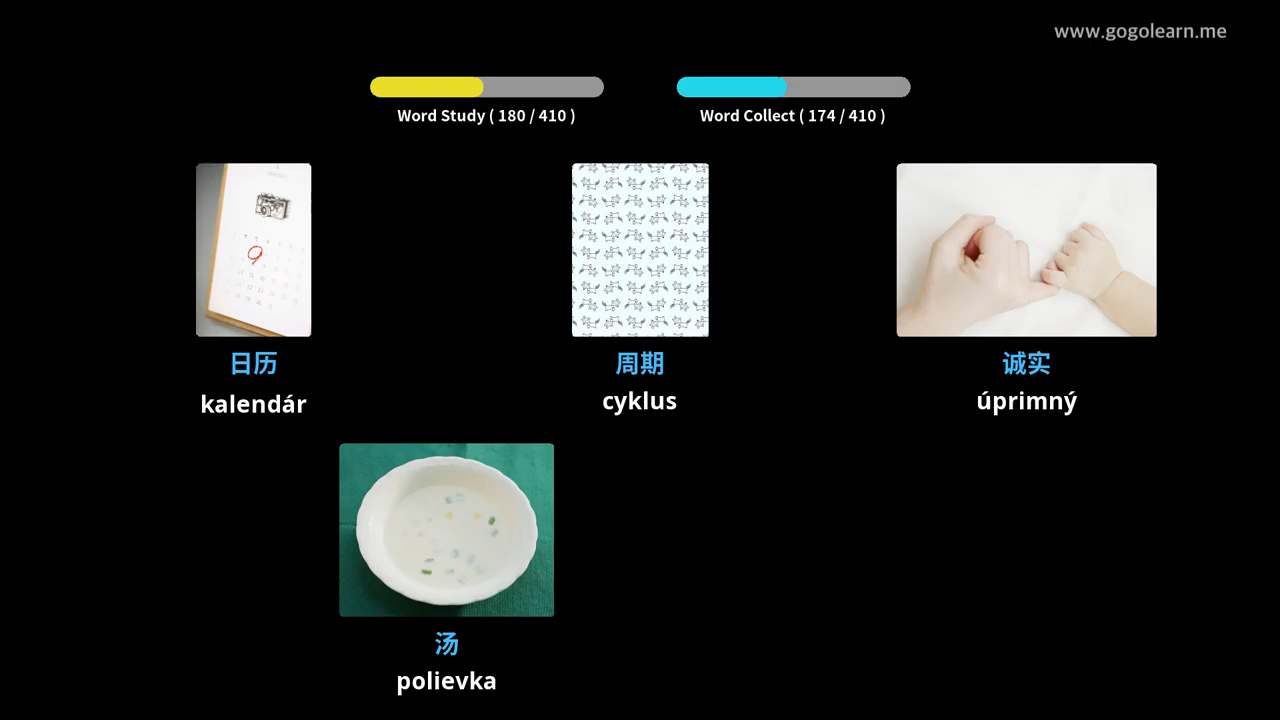 www.gogolearn.me
Word Study ( 180 / 410 )
Word Collect ( 174 / 410 )
日历
周期
诚实
kalendár
cyklus
úprimný
汤
polievka